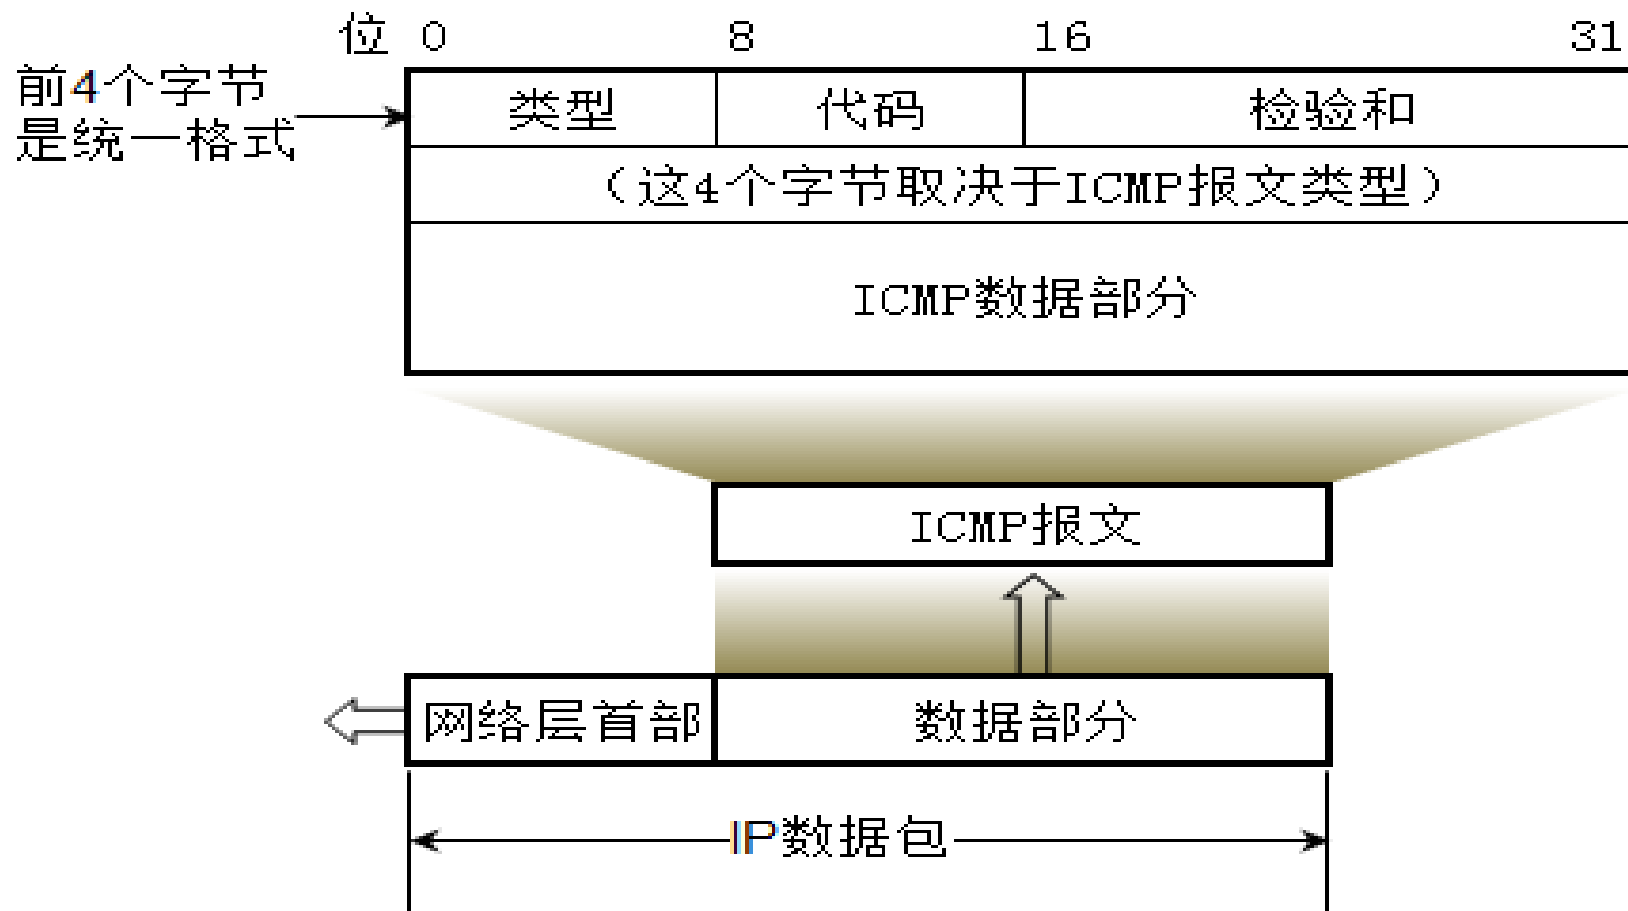 位 0 8 16 31
前4个字节
是统一格式
类型 代码 检验和
（这4个字节取决于ICMP报文类型）
ICMP数据部分
ICMP报文
网络层首部 数据部分
IP数据包